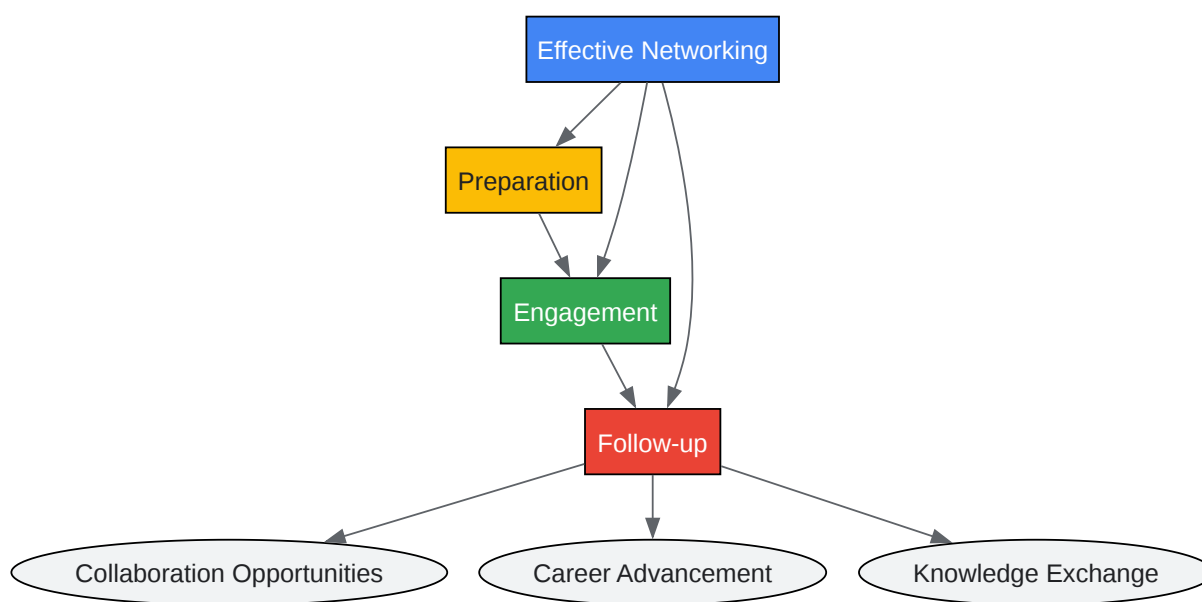 Effective Networking
Preparation
Engagement
Follow-up
Collaboration Opportunities
Career Advancement
Knowledge Exchange